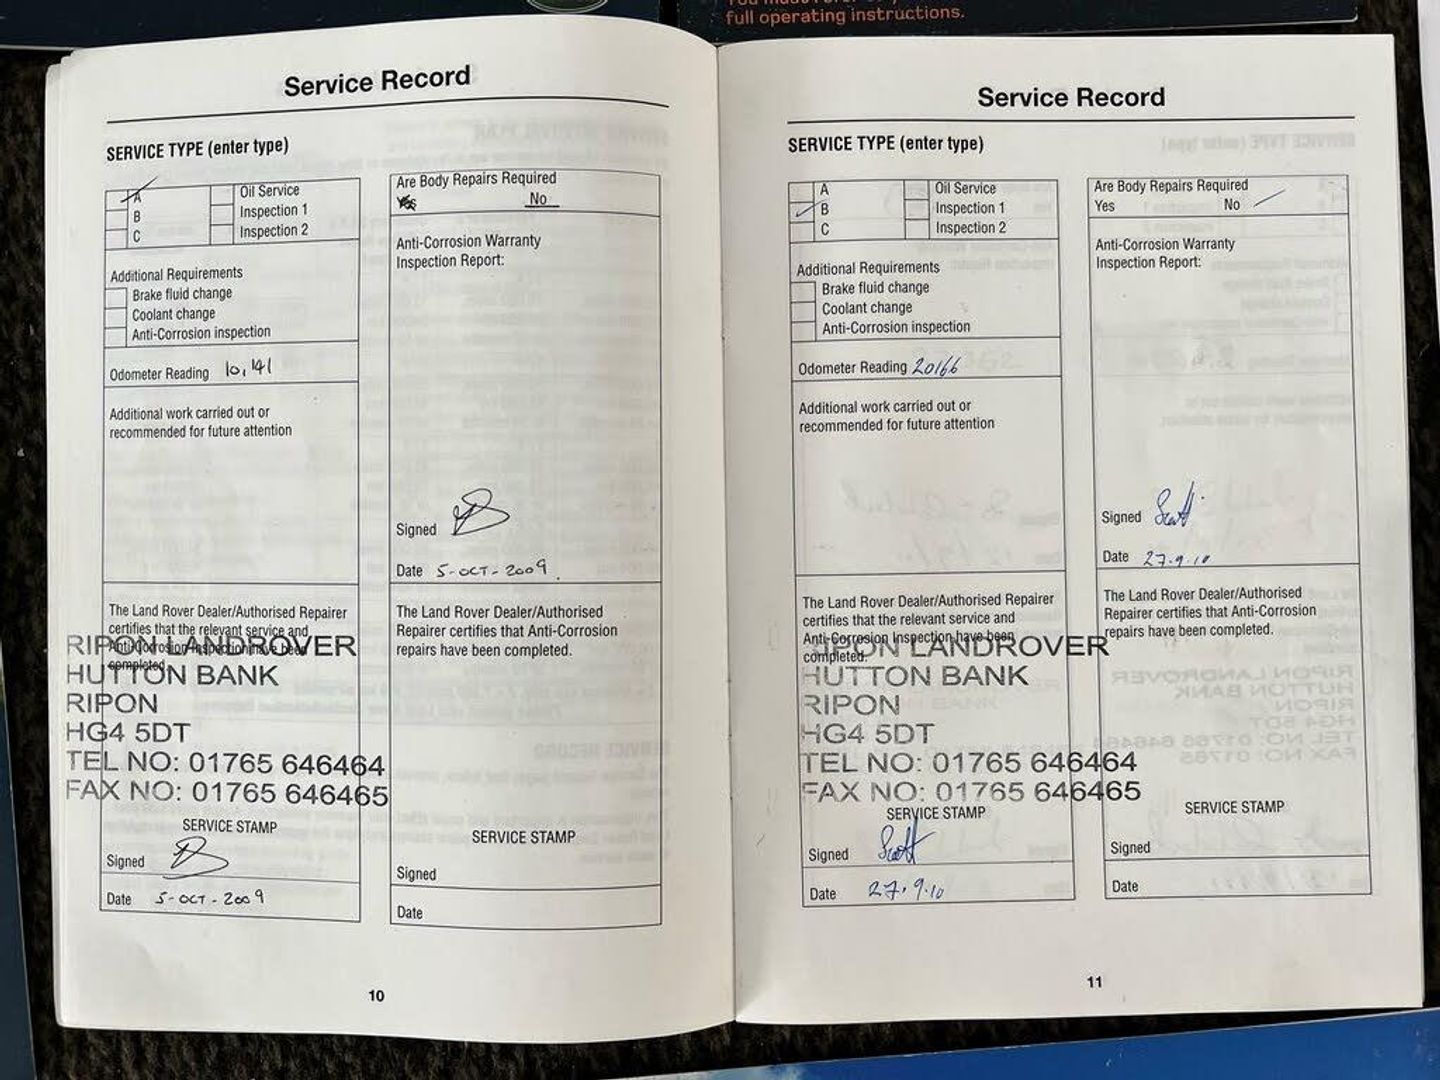 full operating instructions.
Service Record
SERVICE TYPE (enter type)
A
Oil Service
B
Inspection 1
C
Inspection 2
Additional Requirements
Brake fluid change
Coolant change
Anti-Corrosion inspection
Odometer Reading 10,141
Additional work carried out or
recommended for future attention
The Land Rover Dealer/Authorised Repairer
certifies that the relevant service and
Anti-Corrosion Inspection have been
completed.
RIPON LANDROVER
HUTTON BANK
RIPON
HG4 5DT
TEL NO: 01765 646464
FAX NO: 01765 646465
SERVICE STAMP
Signed
Date 5-OCT-2009
Are Body Repairs Required
Yes No
Anti-Corrosion Warranty
Inspection Report:
Signed
Date 5-OCT-2009.
The Land Rover Dealer/Authorised
Repairer certifies that Anti-Corrosion
repairs have been completed.
SERVICE STAMP
Signed
Date
10
Service Record
SERVICE TYPE (enter type)
A
Oil Service
B
Inspection 1
C
Inspection 2
Additional Requirements
Brake fluid change
Coolant change
Anti-Corrosion inspection
Odometer Reading 20166
Additional work carried out or
recommended for future attention
The Land Rover Dealer/Authorised Repairer
certifies that the relevant service and
Anti-Corrosion Inspection have been
completed.
RIPON LANDROVER
HUTTON BANK
RIPON
HG4 5DT
TEL NO: 01765 646464
FAX NO: 01765 646465
SERVICE STAMP
Signed Scott
Date 27.9.10
Are Body Repairs Required
Yes No
Anti-Corrosion Warranty
Inspection Report:
Signed Scott
Date 27.9.10
The Land Rover Dealer/Authorised
Repairer certifies that Anti-Corrosion
repairs have been completed.
SERVICE STAMP
Signed
Date
11